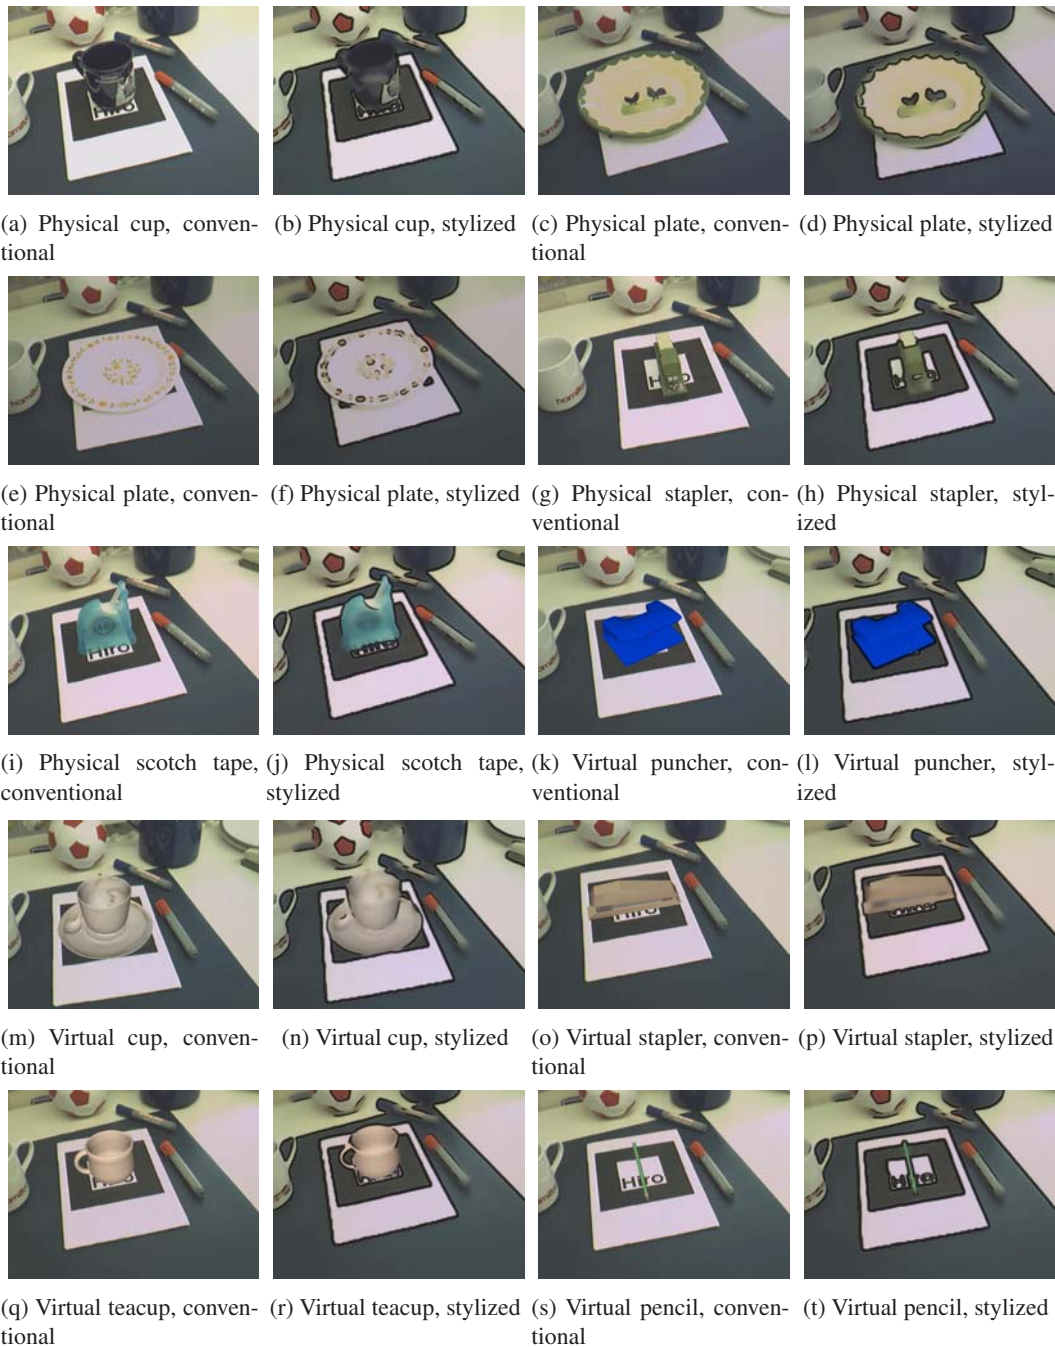 Hiro
(a) Physical cup, conven-
tional
(b) Physical cup, stylized
(c) Physical plate, conven-
tional
(d) Physical plate, stylized
Hiro
(e) Physical plate, conven-
tional
(f) Physical plate, stylized
(g) Physical stapler, con-
ventional
(h) Physical stapler, styl-
ized
Hiro
(i) Physical scotch tape,
conventional
(j) Physical scotch tape,
stylized
(k) Virtual puncher, con-
ventional
(l) Virtual puncher, styl-
ized
Hiro
(m) Virtual cup, conven-
tional
(n) Virtual cup, stylized
(o) Virtual stapler, conven-
tional
(p) Virtual stapler, stylized
Hiro
Hiro
(q) Virtual teacup, conven-
tional
(r) Virtual teacup, stylized
(s) Virtual pencil, conven-
tional
(t) Virtual pencil, stylized